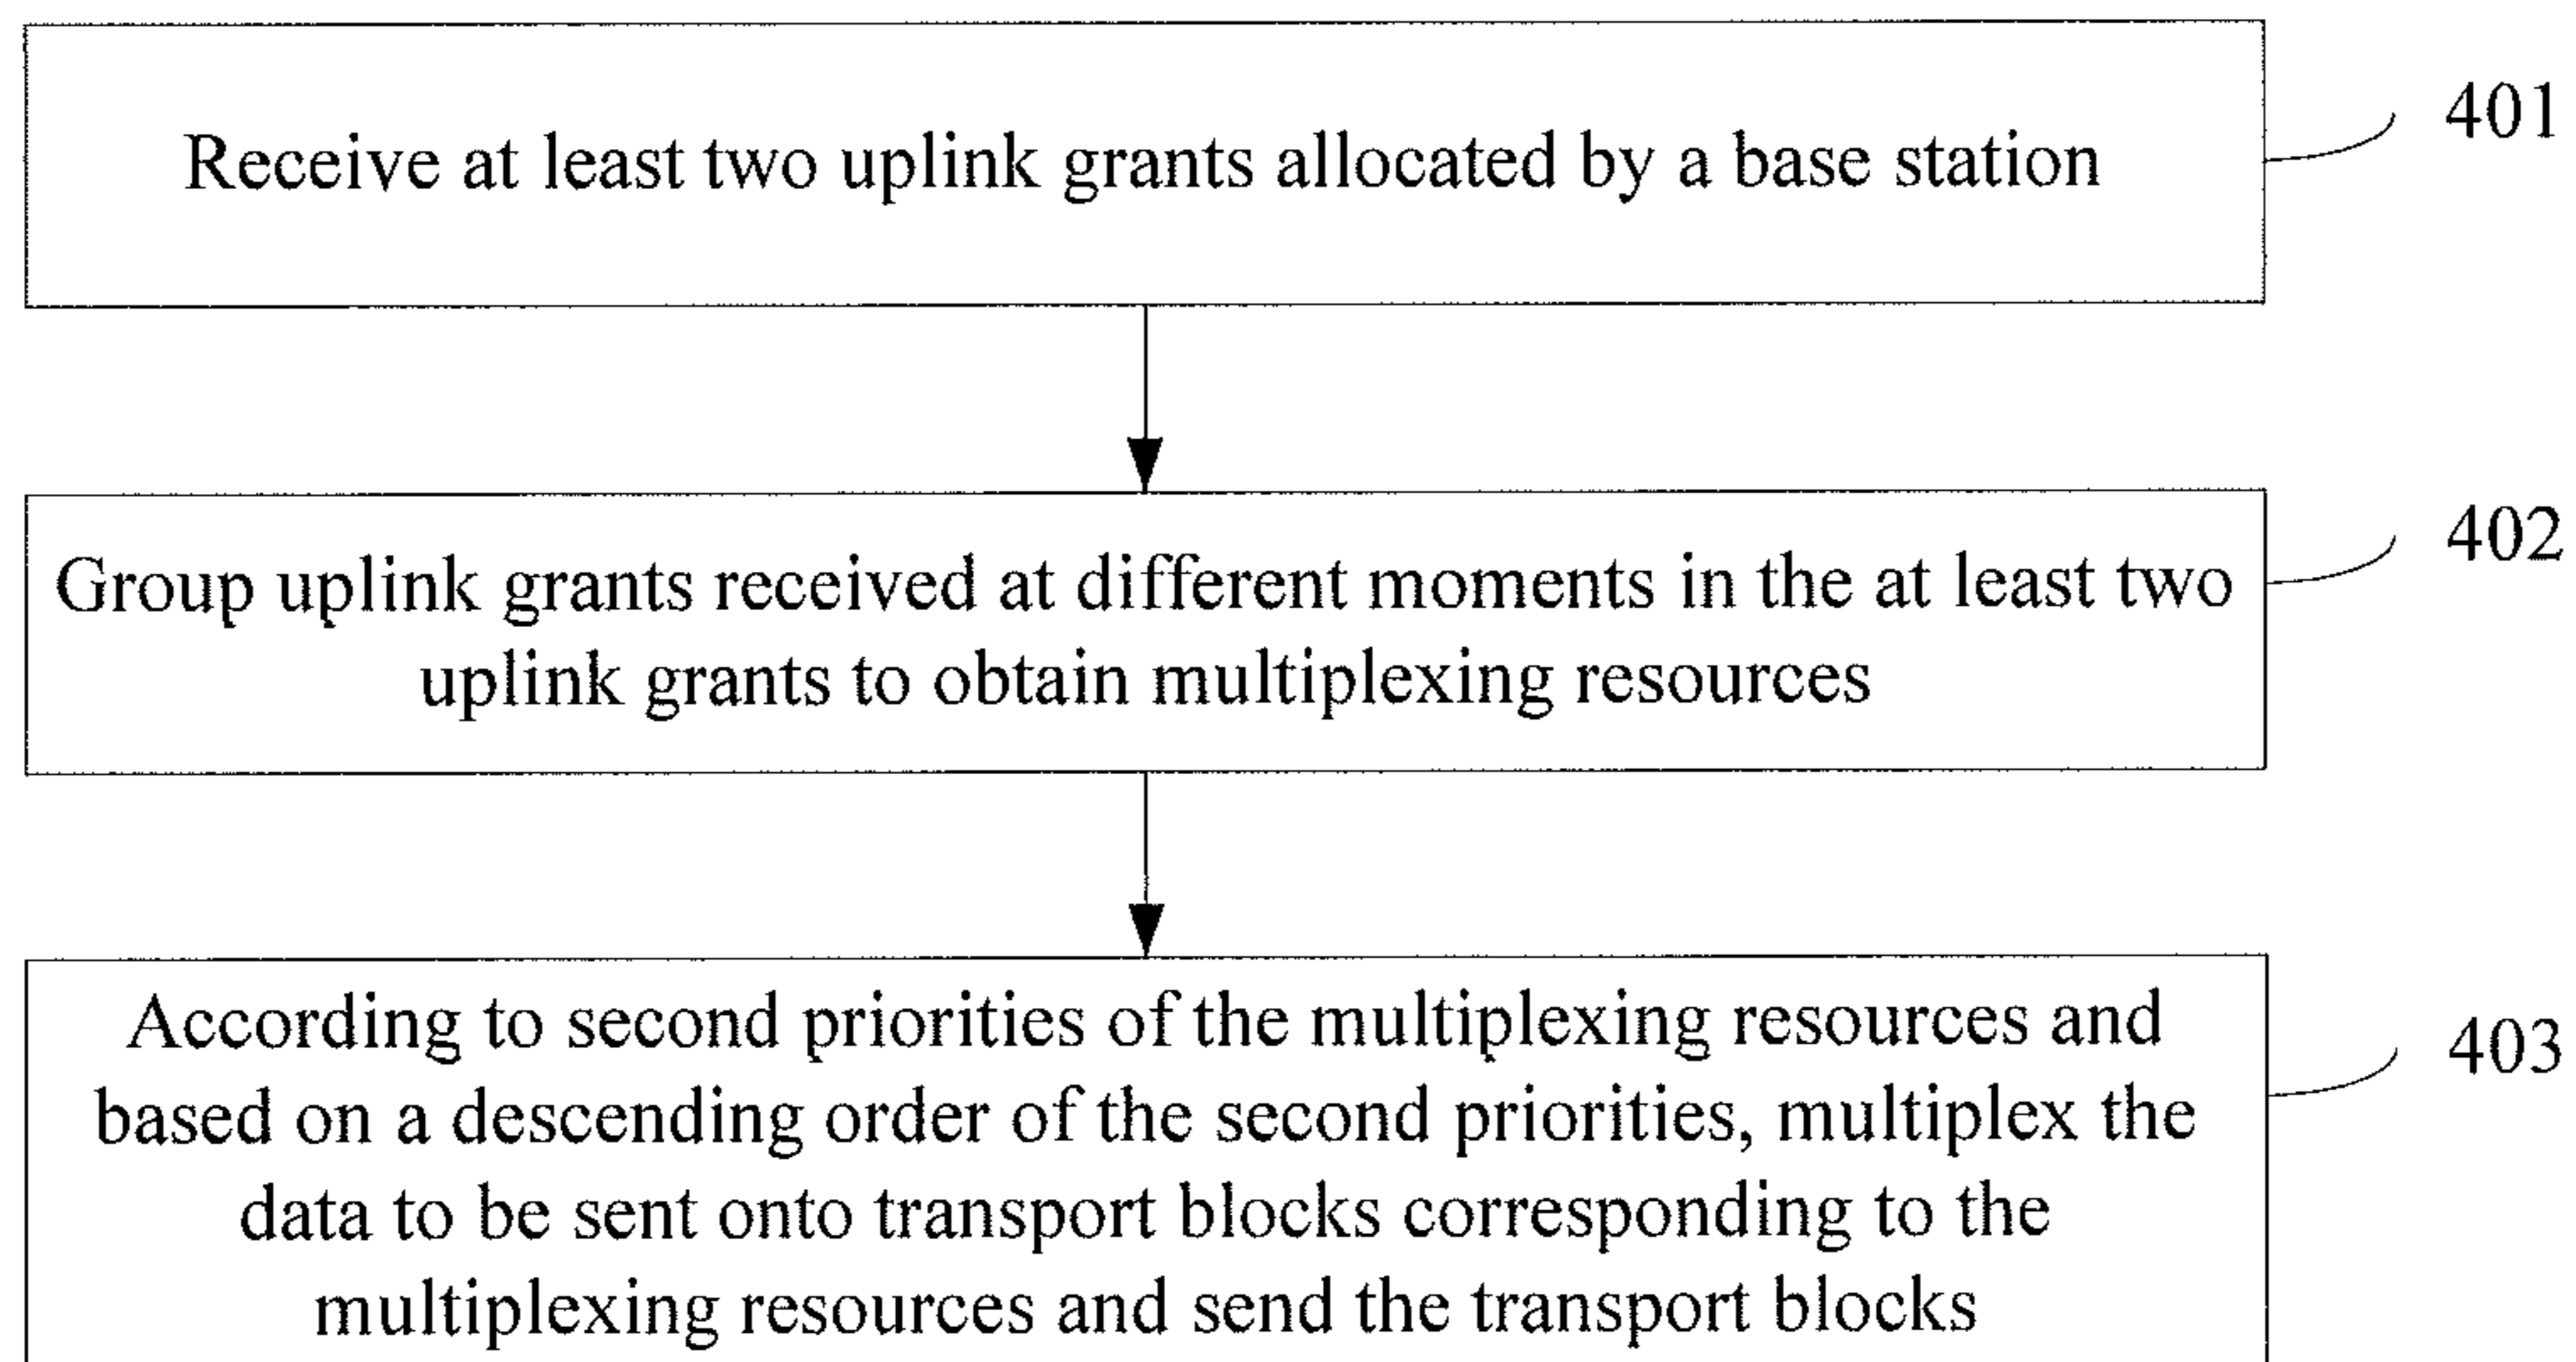 Receive at least two uplink grants allocated by a base station
401
Group uplink grants received at different moments in the at least two
uplink grants to obtain multiplexing resources
402
According to second priorities of the multiplexing resources and
based on a descending order of the second priorities, multiplex the
data to be sent onto transport blocks corresponding to the
multiplexing resources and send the transport blocks
403